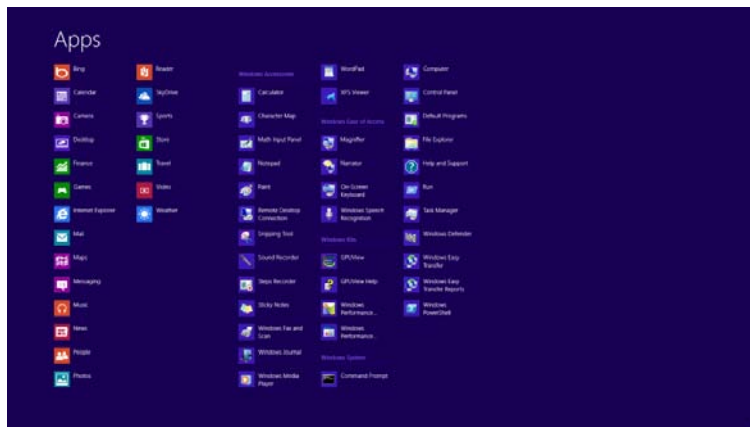 Apps
Bing
Calendar
Camera
Desktop
Finance
Games
Internet Explorer
Mail
Maps
Messaging
Music
News
People
Photos
Reader
SkyDrive
Sports
Store
Travel
Video
Weather
Windows Accessories
Calculator
Character Map
Math Input Panel
Notepad
Paint
Remote Desktop
Connection
Snipping Tool
Sound Recorder
Steps Recorder
Sticky Notes
Windows Fax and
Scan
Windows Journal
Windows Media
Player
WordPad
XPS Viewer
Windows Ease of Access
Magnifier
Narrator
On-Screen
Keyboard
Windows Speech
Recognition
Windows Kits
GPUView
GPUView Help
Windows
Performance...
Windows
Performance...
Windows System
Command Prompt
Computer
Control Panel
Default Programs
File Explorer
Help and Support
Run
Task Manager
Windows Defender
Windows Easy
Transfer
Windows Easy
Transfer Reports
Windows
PowerShell